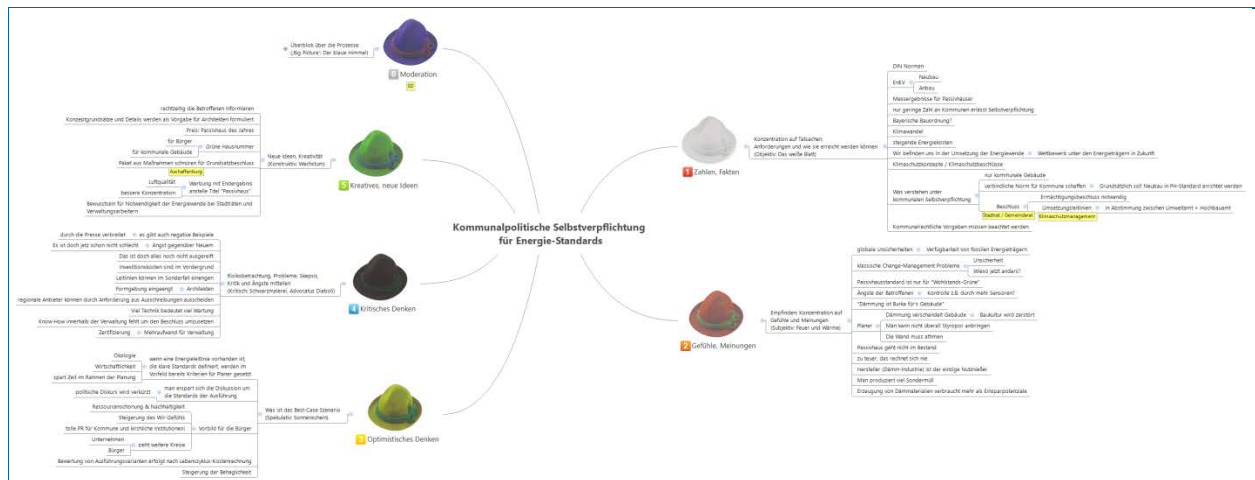 Kommunalpolitische Selbstverpflichtung
für Energie-Standards
6 Moderation
Überblick über die Prozesse
('Big Picture': Der blaue Himmel)
1 Zahlen, Fakten
Konzentration auf Tatsachen,
Anforderungen und wie sie erreicht werden können
(Objektiv: Das weiße Blatt)
DIN Normen
EnEV
Neubau
Anbau
Messergebnisse für Passivhäuser
nur geringe Zahl an Kommunen erlässt Selbstverpflichtung
Bayerische Bauordnung?
Klimawandel
steigende Energiekosten
Wir befinden uns in der Umsetzung der Energiewende
Wettbewerb unter den Energieträgern in Zukunft
Klimaschutzkonzepte / Klimaschutzbeschlüsse
Was verstehen unter
kommunalen Selbstverpflichtung
nur kommunale Gebäude
verbindliche Norm für Kommune schaffen
Grundsätzlich soll Neubau in PH-Standard errichtet werden
Beschluss
Stadtrat / Gemeinderat
Ermächtigungsbeschluss notwendig
Umsetzungsleitlinien
Klimaschutzmanagement
in Abstimmung zwischen Umweltamt + Hochbauamt
Kommunalrechtliche Vorgaben müssen beachtet werden
2 Gefühle, Meinungen
Empfinden: Konzentration auf
Gefühle und Meinungen
(Subjektiv: Feuer und Wärme)
globale Unsicherheiten
Verfügbarkeit von fossilen Energieträgern
klassische Change-Management Probleme
Unsicherheit
Wieso jetzt anders?
Passivhausstandard ist nur für "Wohlstands-Grüne"
Ängste der Betroffenen
Kontrolle z.B. durch mehr Sensoren?
"Dämmung ist Burka für's Gebäude"
Planer
Dämmung verschandelt Gebäude
Baukultur wird zerstört
Man kann nicht überall Styropor anbringen
Die Wand muss atmen
Passivhaus geht nicht im Bestand
zu teuer, das rechnet sich nie
Hersteller (Dämm-Industrie) ist der einzige Nutznießer
Man produziert viel Sondermüll
Erzeugung von Dämmaterialien verbraucht mehr als Einsparpotenziale
5 Kreatives, neue Ideen
Neue Ideen, Kreativität
(Konstruktiv: Wachstum)
rechtzeitig die Betroffenen informieren
Konzeptgrundsätze und Details werden als Vorgabe für Architekten formuliert
Preis: Passivhaus des Jahres
für Bürger
für kommunale Gebäude
Grüne Hausnummer
Paket aus Maßnahmen schnüren für Grundsatzbeschluss
Aschaffenburg
Luftqualität
bessere Konzentration
Werbung mit Endergebnis
anstelle Titel "Passivhaus"
Bewusstsein für Notwendigkeit der Energiewende bei Stadträten und
Verwaltungsarbeitern
4 Kritisches Denken
Risikobetrachtung, Probleme, Skepsis,
Kritik und Ängste mitteilen
(Kritisch: Schwarzmalerei, Advocatus Diaboli)
durch die Presse verbreitet
es gibt auch negative Beispiele
Es ist doch jetz schon nicht schlecht
Angst gegenüber Neuem
Das ist doch alles noch nicht ausgereift
Investitionskosten sind im Vordergrund
Leitlinien können im Sonderfall einengen
Formgebung eingeengt
Architekten
regionale Anbieter können durch Anforderung aus Ausschreibungen ausscheiden
Viel Technik bedeutet viel Wartung
Know-How innerhalb der Verwaltung fehlt um den Beschluss umzusetzen
Zertifizierung
Mehraufwand für Verwaltung
3 Optimistisches Denken
Was ist das Best-Case Szenario
(Spekulativ: Sonnenschein)
Ökologie
Wirtschaftlichkeit
spart Zeit im Rahmen der Planung
wenn eine Energieleitlinie vorhanden ist,
die klare Standards definiert, werden im
Vorfeld bereits Kriterien für Planer gesetzt
politische Diskurs wird verkürzt
man erspart sich die Diskussion um
die Standards der Ausführung
Ressourcenschonung & Nachhaltigkeit
Steigerung des Wir-Gefühls
tolle PR für Kommune und kirchliche Institutionen
Vorbild für die Bürger
Unternehmen
Bürger
zieht weitere Kreise
Bewertung von Ausführungsvarianten erfolgt nach Lebenszyklus-Kostenrechnung
Steigerung der Behaglichkeit